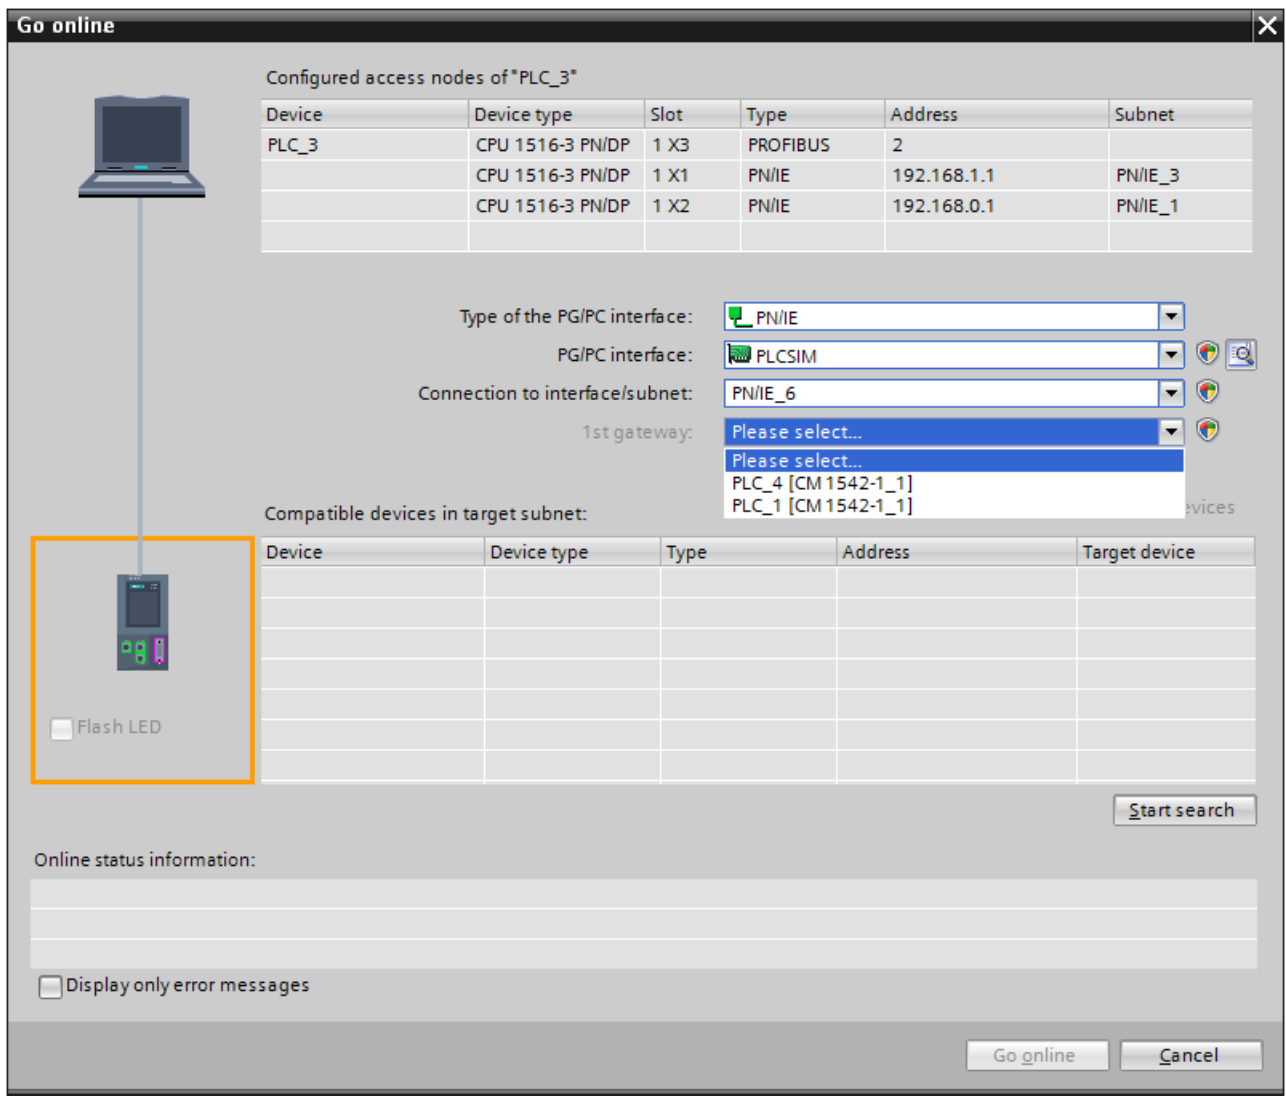 Go online
Configured access nodes of "PLC_3"
Device Device type Slot Type Address Subnet
PLC_3 CPU 1516-3 PN/DP 1 X3 PROFIBUS 2
CPU 1516-3 PN/DP 1 X1 PN/IE 192.168.1.1 PN/IE_3
CPU 1516-3 PN/DP 1 X2 PN/IE 192.168.0.1 PN/IE_1
Type of the PG/PC interface: PN/IE
PG/PC interface: PLCSIM
Connection to interface/subnet: PN/IE_6
1st gateway: Please select...
Please select...
PLC_4 [CM 1542-1_1]
PLC_1 [CM 1542-1_1]
Compatible devices in target subnet:
Device Device type Type Address Target device
Flash LED
Start search
Online status information:
Display only error messages
Go online Cancel